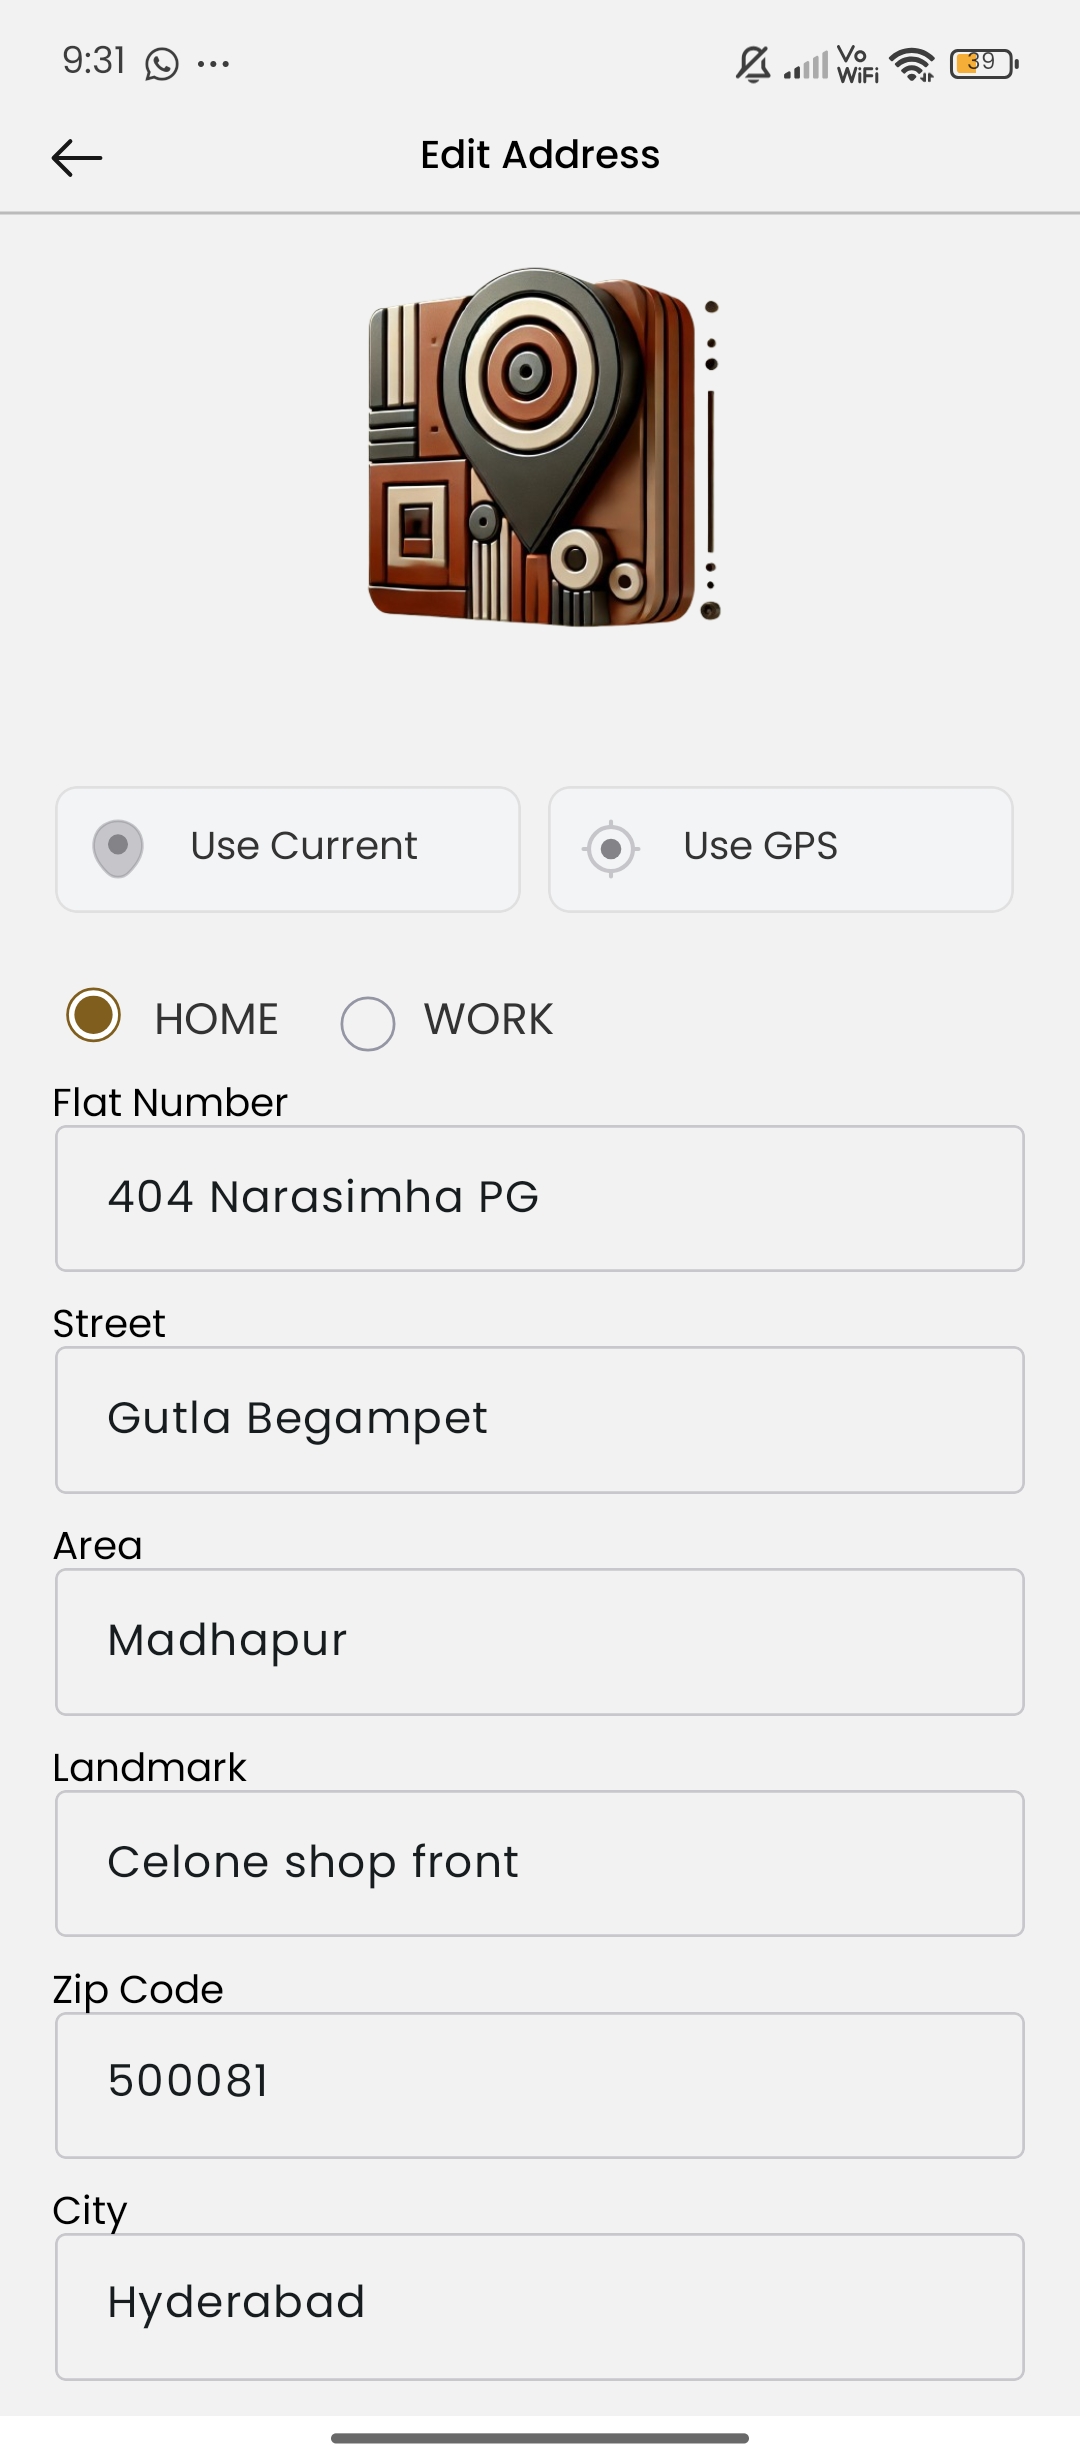 9:31
Vo
WiFi
39
Edit Address
Use Current
Use GPS
HOME
WORK
Flat Number
404 Narasimha PG
Street
Gutla Begampet
Area
Madhapur
Landmark
Celone shop front
Zip Code
500081
City
Hyderabad